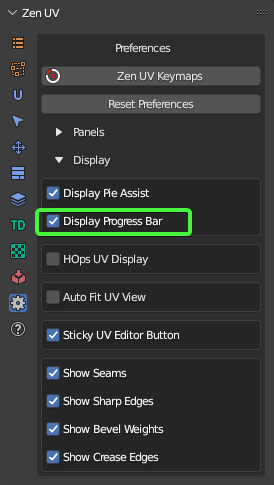 Zen UV
Preferences
Zen UV Keymaps
Reset Preferences
Panels
Display
Display Pie Assist
Display Progress Bar
HOps UV Display
Auto Fit UV View
Sticky UV Editor Button
TD
Show Seams
Show Sharp Edges
Show Bevel Weights
Show Crease Edges